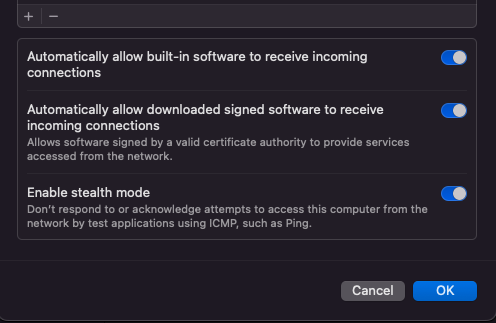 + −
Automatically allow built-in software to receive incoming
connections
Automatically allow downloaded signed software to receive
incoming connections
Allows software signed by a valid certificate authority to provide services
accessed from the network.
Enable stealth mode
Don't respond to or acknowledge attempts to access this computer from the
network by test applications using ICMP, such as Ping.
Cancel OK